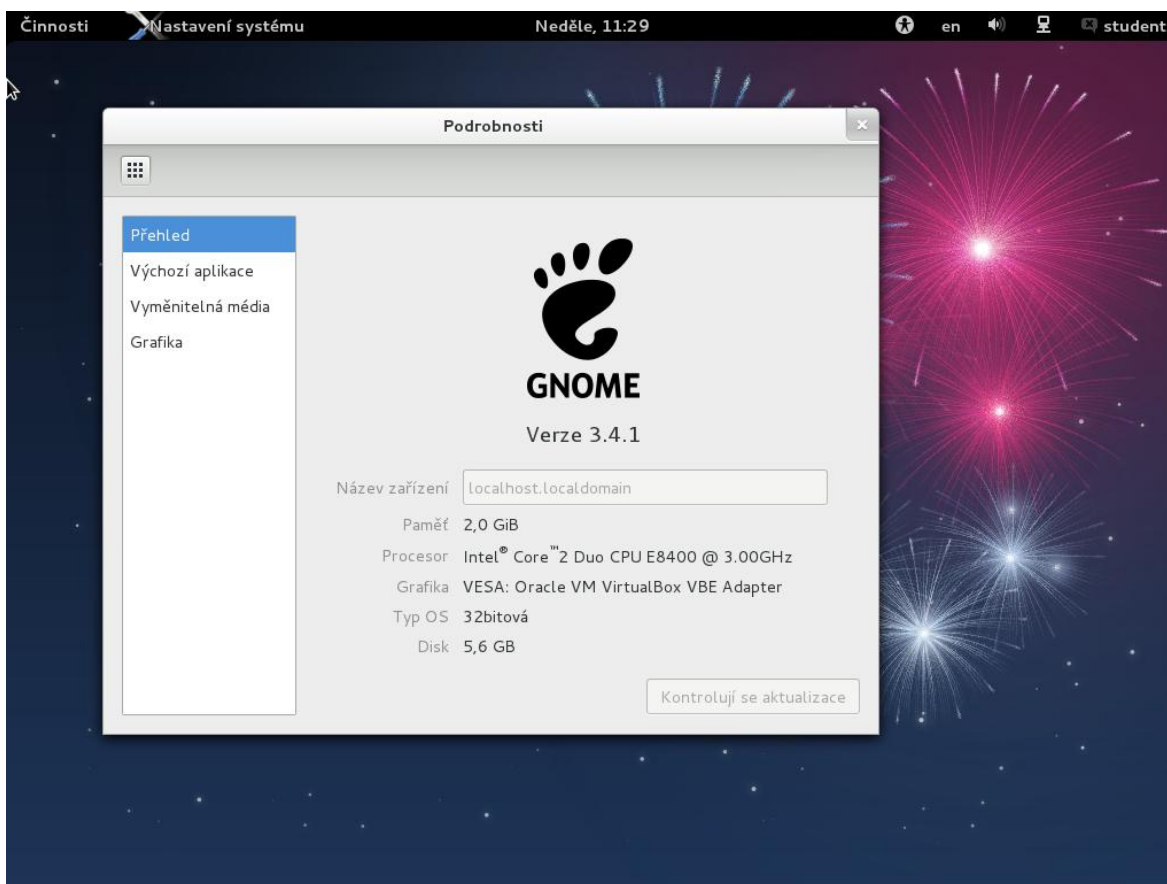 Činnosti Nastavení systému Neděle, 11:29 en student
Podrobnosti
Přehled
Výchozí aplikace
Vyměnitelná média
Grafika
GNOME
Verze 3.4.1
Název zařízení localhost.localdomain
Paměť 2,0 GiB
Procesor Intel® Core™2 Duo CPU E8400 @ 3.00GHz
Grafika VESA: Oracle VM VirtualBox VBE Adapter
Typ OS 32bitová
Disk 5,6 GB
Kontrolují se aktualizace